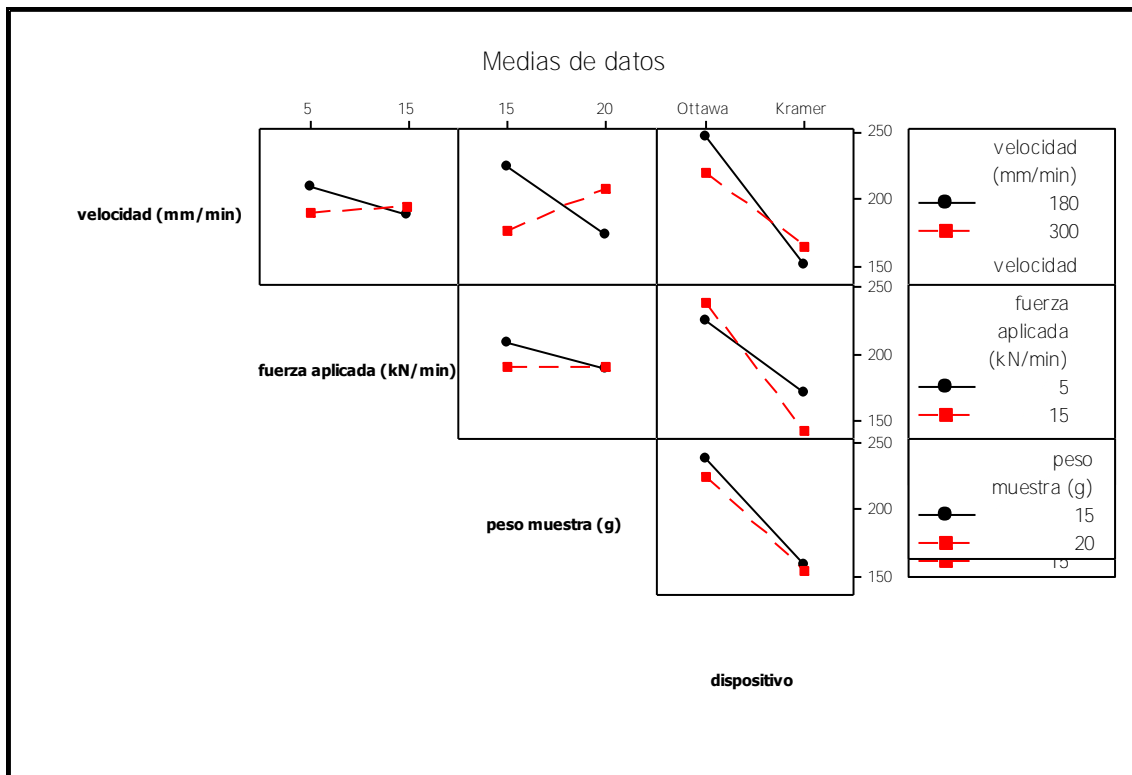 Medias de datos
5 15 15 20 Ottawa Kramer
velocidad (mm/min)
250
200
150
velocidad
(mm/min)
180
300
velocidad
fuerza aplicada (kN/min)
250
200
150
fuerza
aplicada
(kN/min)
5
15
peso muestra (g)
250
200
150
peso
muestra (g)
15
20
15
dispositivo